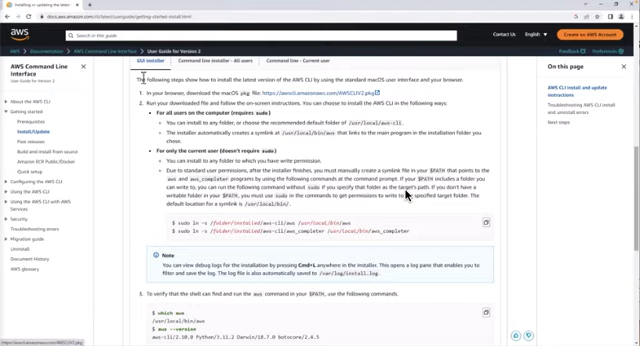 Installing or updating the
docs.aws.amazon.com/cli/latest/userguide/getting-started-install.html
aws
Search in this guide
Contact Us
English
Create an AWS Account
AWS
Documentation
AWS Command Line Interface
User Guide for Version 2
Feedback
Preferences
AWS Command Line
Interface
User Guide for Version 2
About the AWS CLI
Getting started
Prerequisites
Install/Update
Past releases
Build and install from source
Amazon ECR Public/Docker
Quick setup
Configuring the AWS CLI
Using the AWS CLI
Using the AWS CLI with AWS
Services
Security
Troubleshooting errors
Migration guide
Uninstall
Document History
AWS glossary
GUI installer
Command line installer - All users
Command line - Current user
The following steps show how to install the latest version of the AWS CLI by using the standard macOS user interface and your browser.
1. In your browser, download the macOS pkg file: https://awscli.amazonaws.com/AWSCLIV2.pkg
2. Run your downloaded file and follow the on-screen instructions. You can choose to install the AWS CLI in the following ways:
• For all users on the computer (requires sudo)
• You can install to any folder, or choose the recommended default folder of /usr/local/aws-cli.
• The installer automatically creates a symlink at /usr/local/bin/aws that links to the main program in the installation folder you
chose.
• For only the current user (doesn't require sudo)
• You can install to any folder to which you have write permission.
• Due to standard user permissions, after the installer finishes, you must manually create a symlink file in your $PATH that points to the
aws and aws_completer programs by using the following commands at the command prompt. If your $PATH includes a folder
you can write to, you can run the following command without sudo if you specify that folder as the target's path. If you don't have a
writable folder in your $PATH, you must use sudo in the commands to get permissions to write to the specified target folder. The
default location for a symlink is /usr/local/bin/.
$ sudo ln -s /folder/installed/aws-cli/aws /usr/local/bin/aws
$ sudo ln -s /folder/installed/aws-cli/aws_completer /usr/local/bin/aws_completer
Note
You can view debug logs for the installation by pressing Cmd+L anywhere in the installer. This opens a log pane that enables you to
filter and save the log. The log file is also automatically saved to /var/log/install.log.
3. To verify that the shell can find and run the aws command in your $PATH, use the following commands.
$ which aws
/usr/local/bin/aws
$ aws --version
aws-cli/2.10.0 Python/3.11.2 Darwin/18.7.0 botocore/2.4.5
On this page
AWS CLI install and update
instructions
Troubleshooting AWS CLI install
and uninstall errors
Next steps
https://awscli.amazonaws.com/AWSCLIV2.pkg